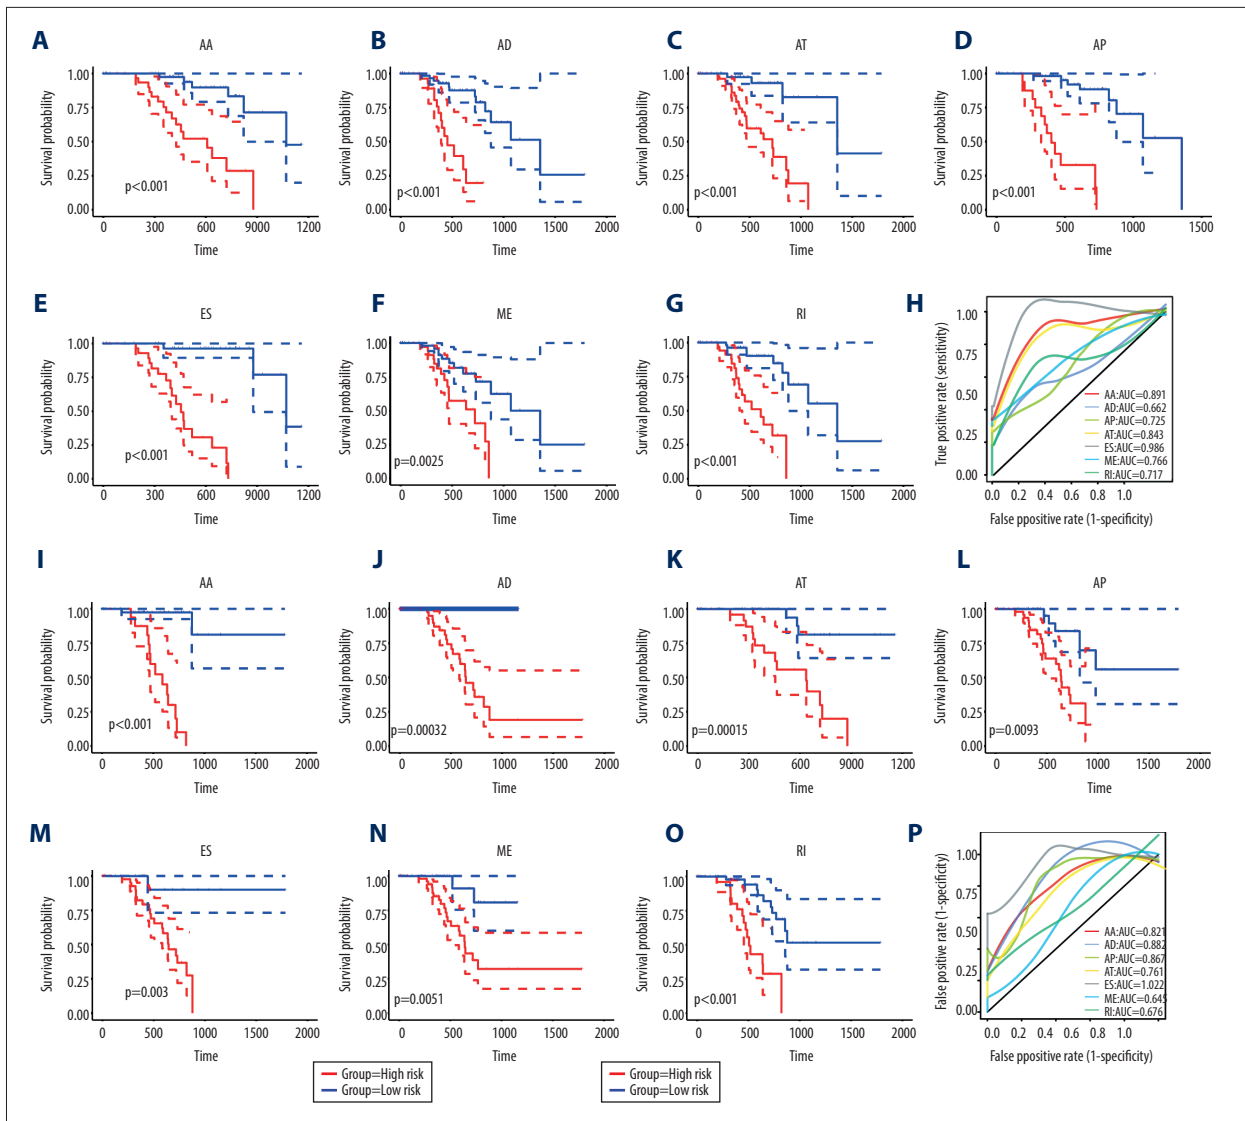 A
AA
Survival probability
1.00
0.75
0.50
0.25
0.00
p<0.001
0 300 600 9000 1200
Time
B
AD
Survival probability
1.00
0.75
0.50
0.25
0.00
p<0.001
0 500 1000 1500 2000
Time
C
AT
Survival probability
1.00
0.75
0.50
0.25
0.00
p<0.001
0 500 1000 1500 2000
Time
D
AP
Survival probability
1.00
0.75
0.50
0.25
0.00
p<0.001
0 500 1000 1500
Time
E
ES
Survival probability
1.00
0.75
0.50
0.25
0.00
p<0.001
0 300 600 9000 1200
Time
F
ME
Survival probability
1.00
0.75
0.50
0.25
0.00
p=0.0025
0 500 1000 1500 2000
Time
G
RI
Survival probability
1.00
0.75
0.50
0.25
0.00
p<0.001
0 500 1000 1500 2000
Time
H
True positive rate (sensitivity)
1.00
0.75
0.50
0.25
0.00
AA:AUC=0.891
AD:AUC=0.662
AP:AUC=0.725
AT:AUC=0.843
ES:AUC=0.986
ME:AUC=0.766
RI:AUC=0.717
0.0 0.2 0.4 0.6 0.8 1.0
False ppositive rate (1-specificity)
I
AA
Survival probability
1.00
0.75
0.50
0.25
0.00
p<0.001
0 500 1000 1500 2000
Time
J
AD
Survival probability
1.00
0.75
0.50
0.25
0.00
p=0.00032
0 500 1000 1500 2000
Time
K
AT
Survival probability
1.00
0.75
0.50
0.25
0.00
p=0.00015
0 300 600 9000 1200
Time
L
AP
Survival probability
1.00
0.75
0.50
0.25
0.00
p=0.0093
0 500 1000 1500 2000
Time
M
ES
Survival probability
1.00
0.75
0.50
0.25
0.00
p=0.003
0 500 1000 1500 2000
Time
N
ME
Survival probability
1.00
0.75
0.50
0.25
0.00
p=0.0051
0 500 1000 1500 2000
Time
O
RI
Survival probability
1.00
0.75
0.50
0.25
0.00
p<0.001
0 500 1000 1500 2000
Time
P
False positive rate (1-specificity)
1.00
0.75
0.50
0.25
0.00
AA:AUC=0.821
AD:AUC=0.882
AP:AUC=0.867
AT:AUC=0.761
ES:AUC=1.022
ME:AUC=0.645
RI:AUC=0.676
0.0 0.2 0.4 0.6 0.8 1.0
False ppositive rate (1-specificity)
Group=High risk
Group=Low risk
Group=High risk
Group=Low risk